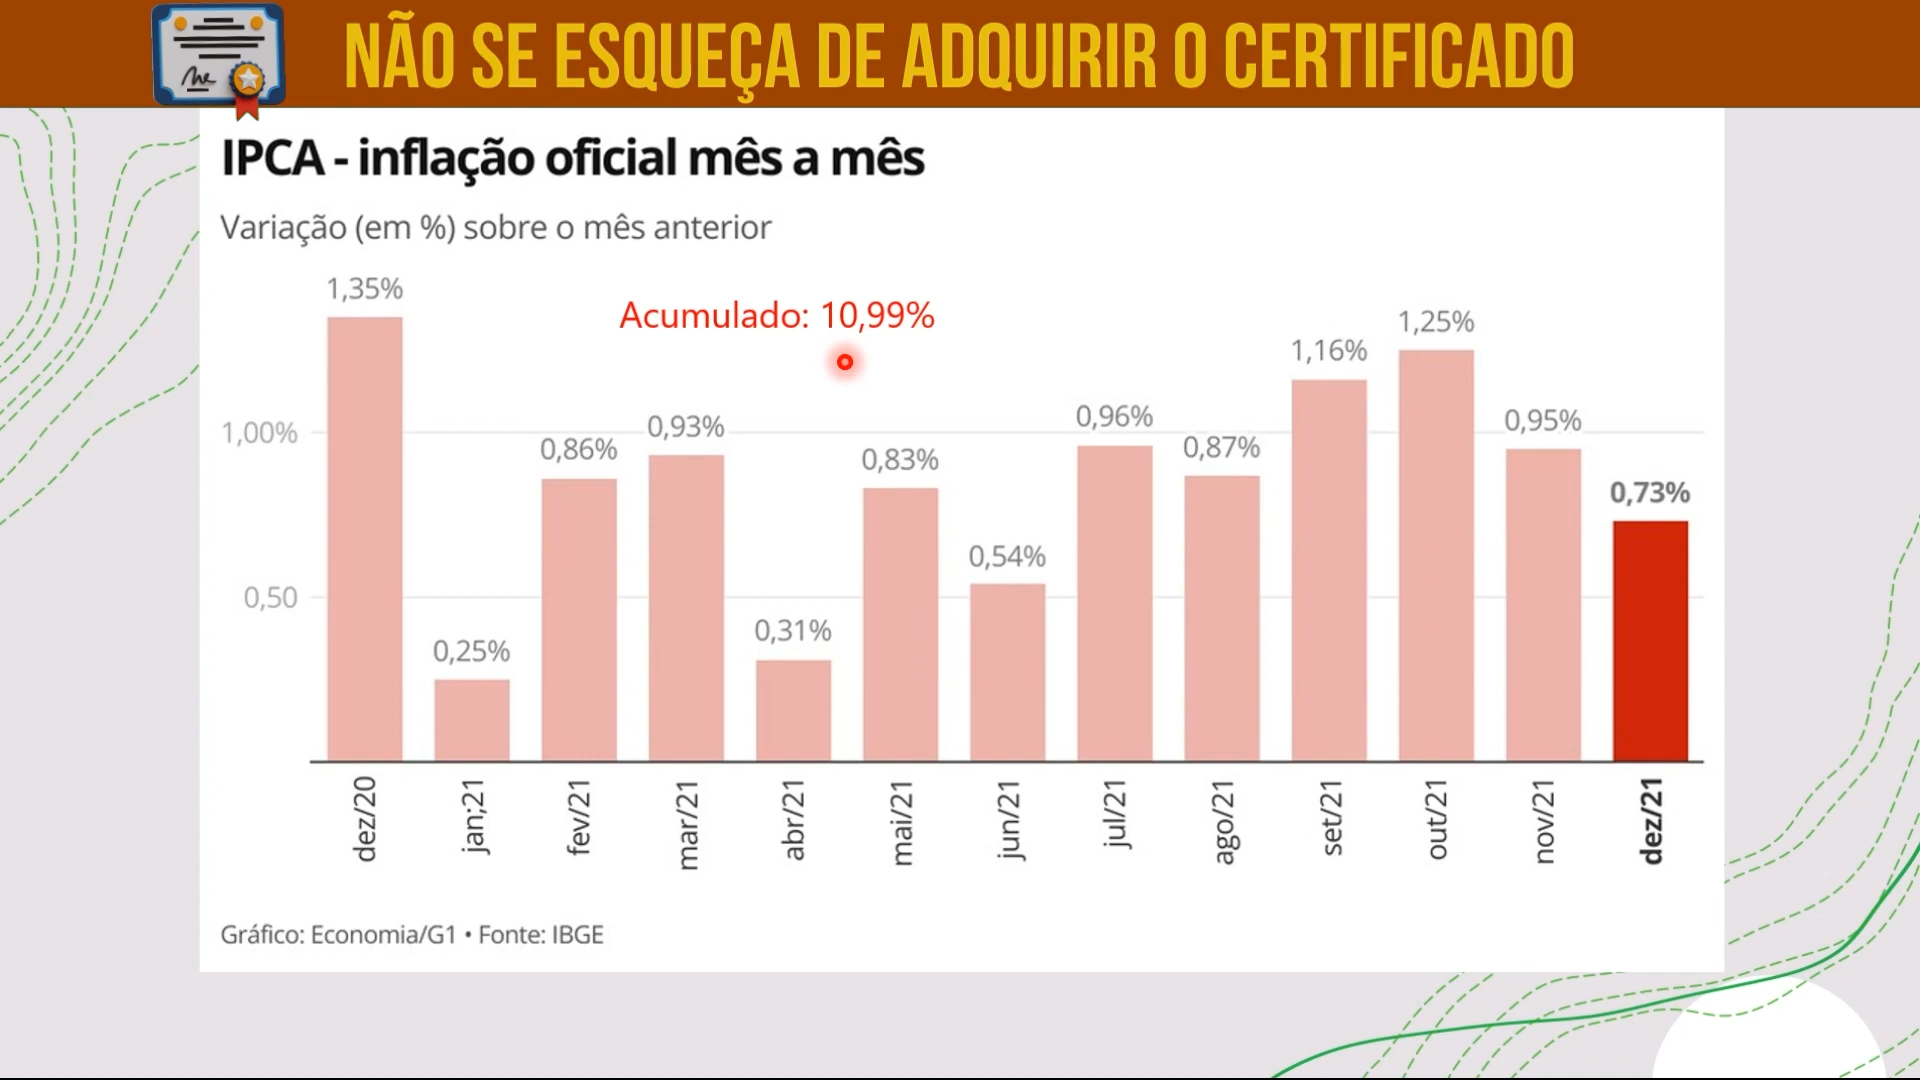 NÃO SE ESQUEÇA DE ADQUIRIR O CERTIFICADO
IPCA - inflação oficial mês a mês
Variação (em %) sobre o mês anterior
Acumulado: 10,99%
1,35%
0,25%
0,86%
0,93%
0,31%
0,83%
0,54%
0,96%
0,87%
1,16%
1,25%
0,95%
0,73%
1,00%
0,50
dez/20
jan;21
fev/21
mar/21
abr/21
mai/21
jun/21
jul/21
ago/21
set/21
out/21
nov/21
dez/21
Gráfico: Economia/G1 • Fonte: IBGE